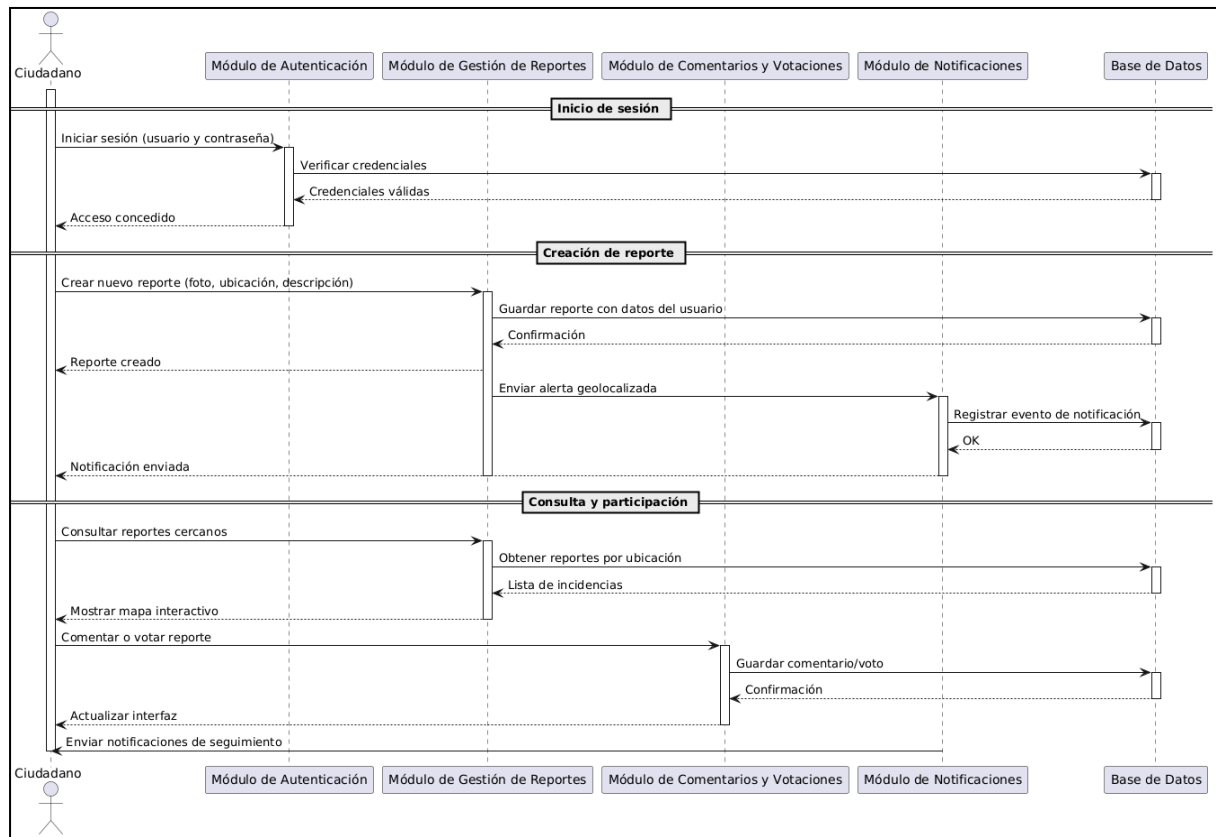 Ciudadano
Módulo de Autenticación
Módulo de Gestión de Reportes
Módulo de Comentarios y Votaciones
Módulo de Notificaciones
Base de Datos
Inicio de sesión
Iniciar sesión (usuario y contraseña)
Verificar credenciales
Credenciales válidas
Acceso concedido
Creación de reporte
Crear nuevo reporte (foto, ubicación, descripción)
Guardar reporte con datos del usuario
Confirmación
Reporte creado
Enviar alerta geolocalizada
Registrar evento de notificación
OK
Notificación enviada
Consulta y participación
Consultar reportes cercanos
Obtener reportes por ubicación
Lista de incidencias
Mostrar mapa interactivo
Comentar o votar reporte
Guardar comentario/voto
Confirmación
Actualizar interfaz
Enviar notificaciones de seguimiento
Ciudadano
Módulo de Autenticación
Módulo de Gestión de Reportes
Módulo de Comentarios y Votaciones
Módulo de Notificaciones
Base de Datos